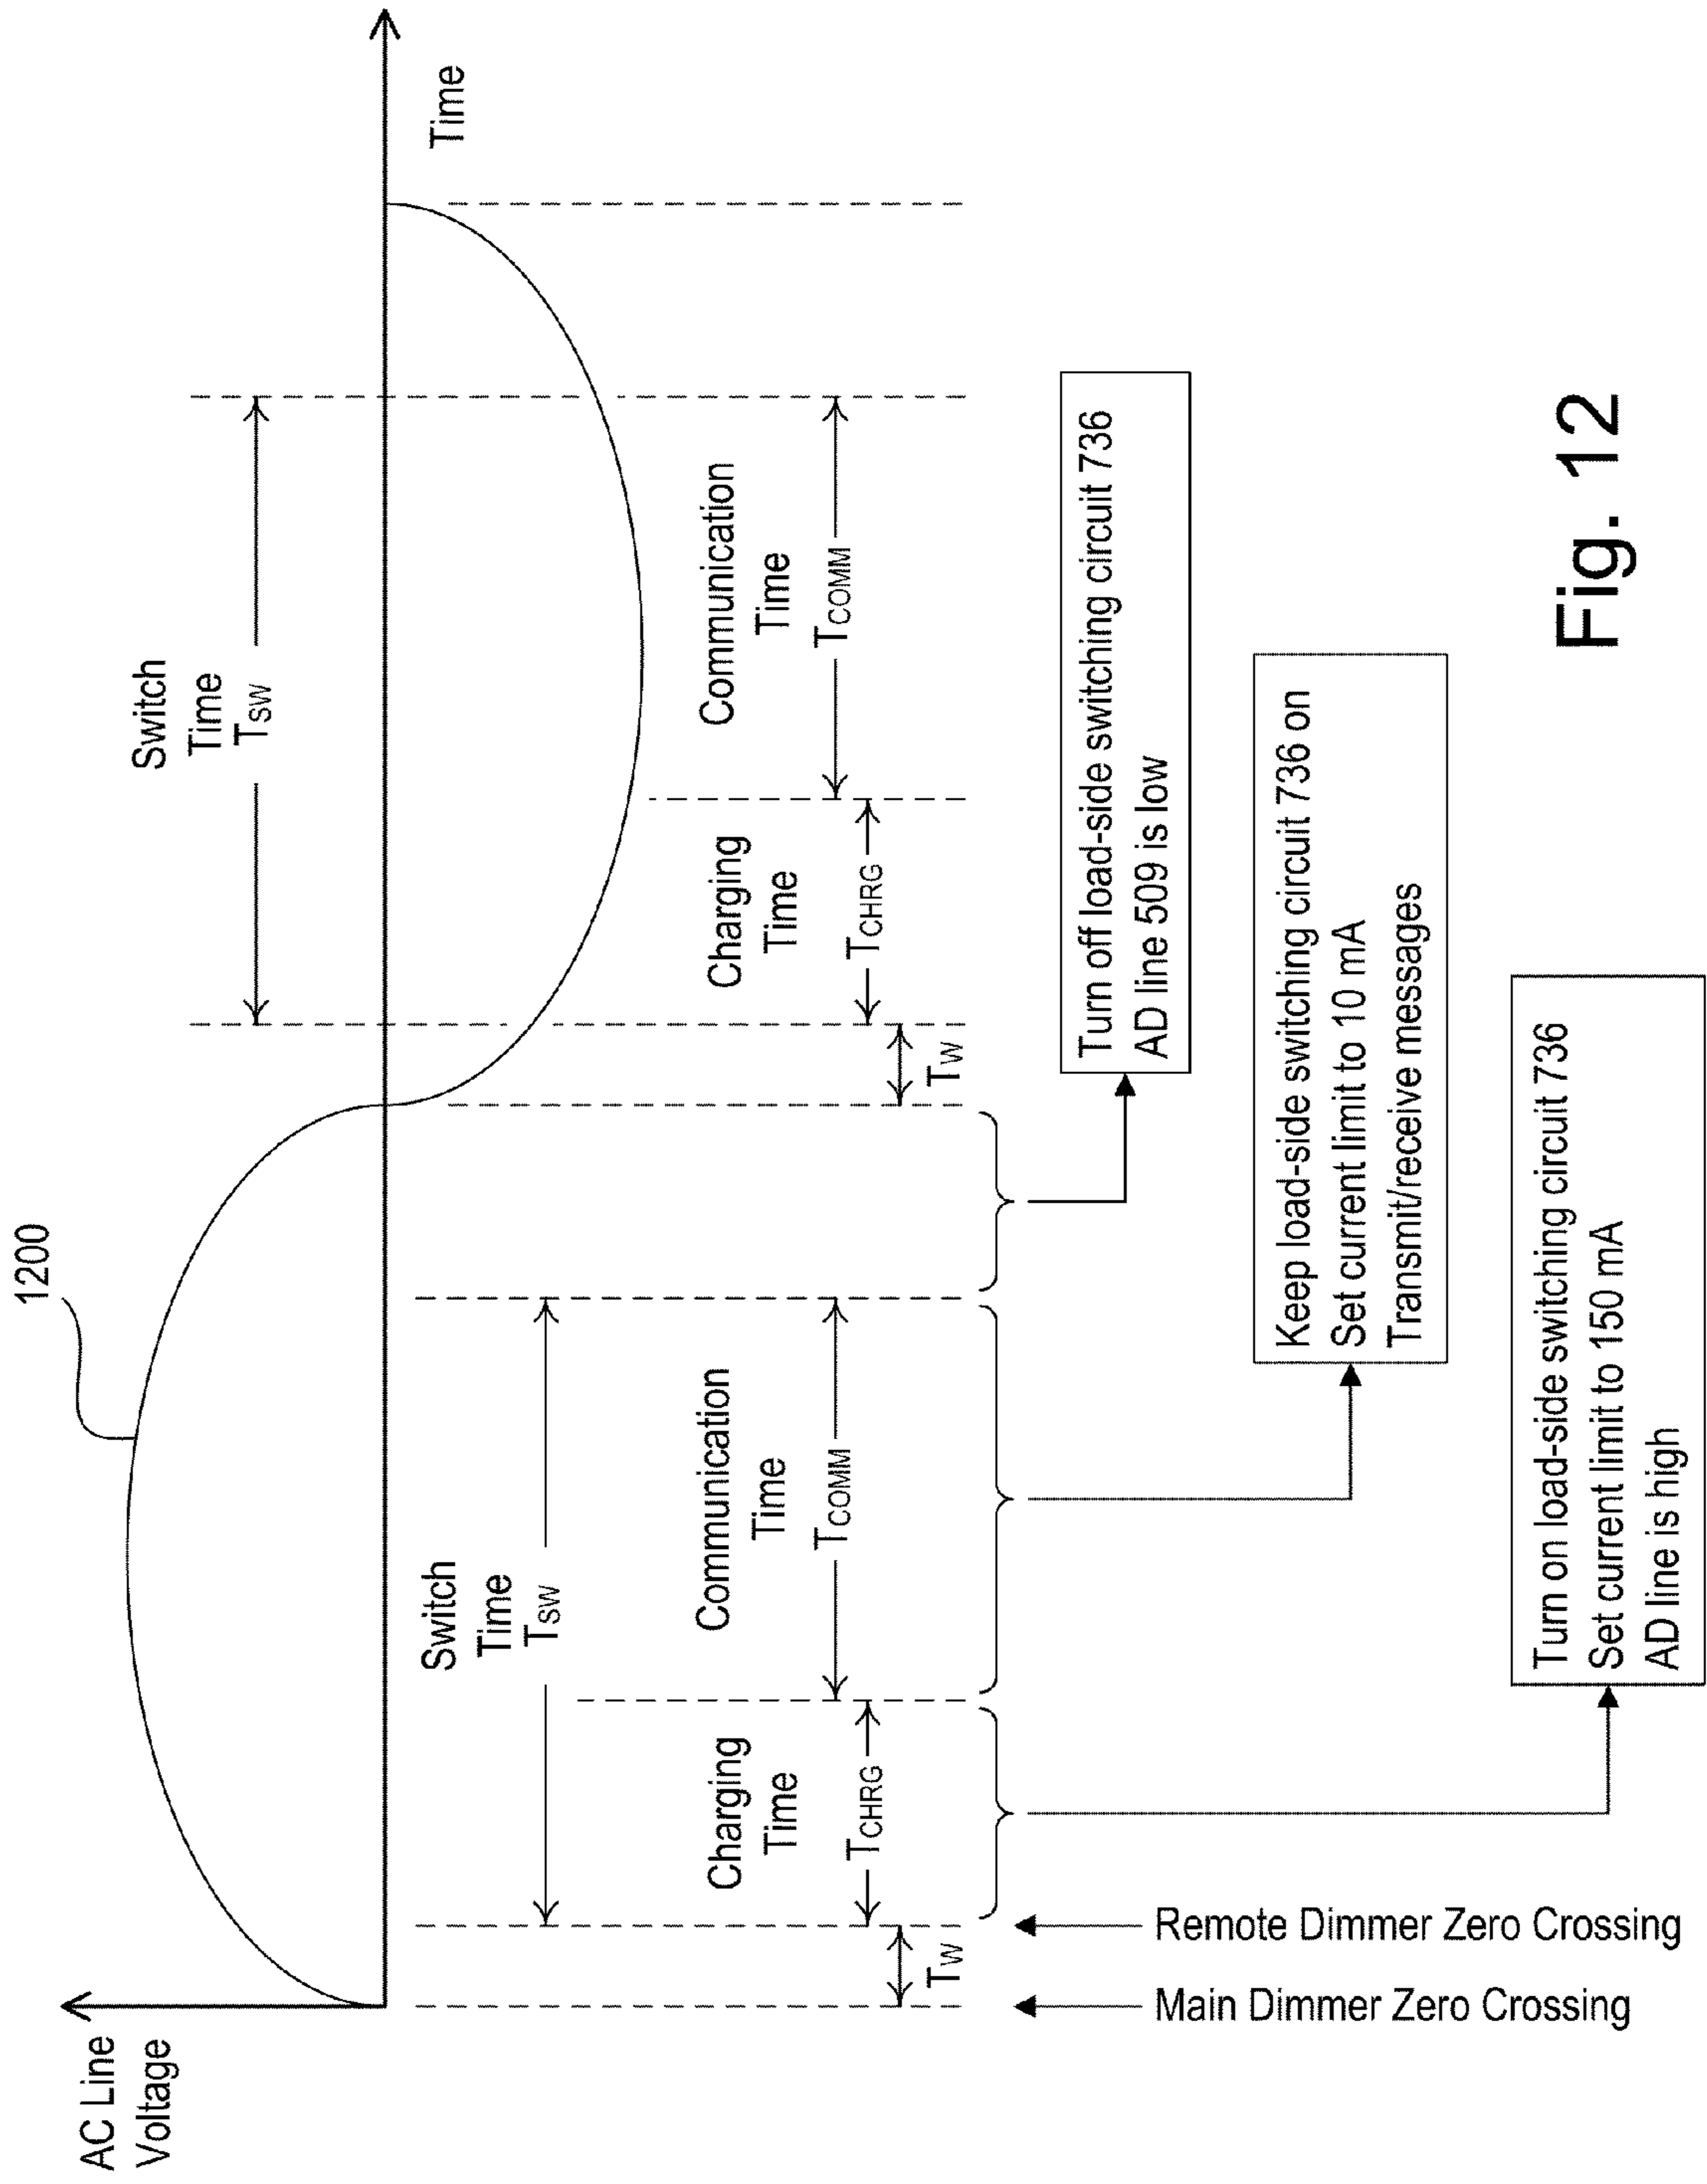 1200
AC Line
Voltage
Time
Switch
Time
TSW
Switch
Time
TSW
Charging
Time
TCHRG
Communication
Time
TCOMM
Charging
Time
TCHRG
Communication
Time
TCOMM
TW
TW
Main Dimmer Zero Crossing
Remote Dimmer Zero Crossing
Turn off load-side switching circuit 736
AD line 509 is low
Keep load-side switching circuit 736 on
Set current limit to 10 mA
Transmit/receive messages
Turn on load-side switching circuit 736
Set current limit to 150 mA
AD line is high
Fig. 12